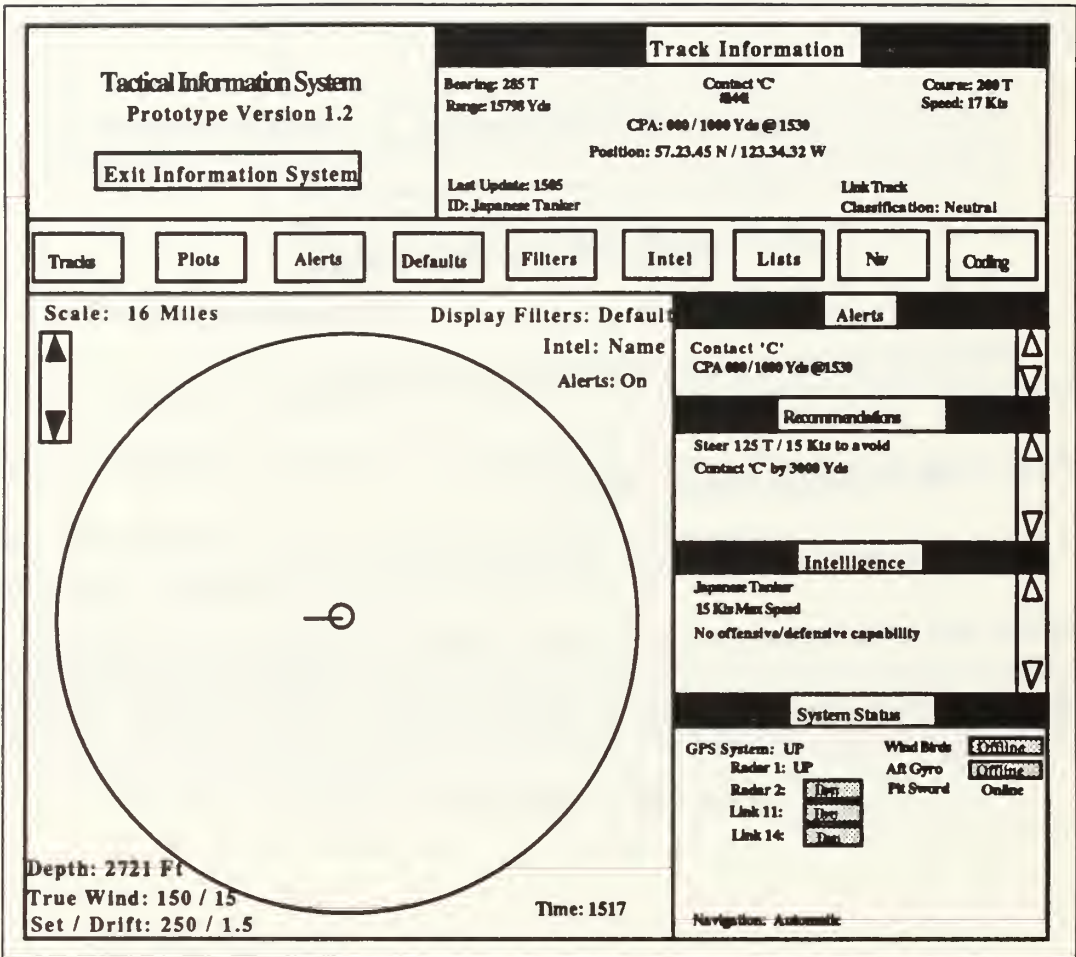 Tactical Information System
Prototype Version 1.2
Exit Information System
Track Information
Bearing: 285 T
Contact 'C'
Course: 200 T
Range: 15798 Yds
Speed: 17 Kts
CPA: 000 / 1000 Yds @ 1530
Position: 57.23.45 N / 123.34.32 W
Last Update: 1505
Link Track
ID: Japanese Tanker
Classification: Neutral
Tracks
Plots
Alerts
Defaults
Filters
Intel
Lists
Nav
Coding
Scale: 16 Miles
Display Filters: Default
Intel: Name
Alerts: On
Depth: 2721 Ft
True Wind: 150 / 15
Set / Drift: 250 / 1.5
Time: 1517
Alerts
Contact 'C'
CPA 000/1000 Yds @1530
Recommendations
Steer 125 T / 15 Kts to avoid
Contact 'C' by 3000 Yds
Intelligence
Japanese Tanker
15 Kts Max Speed
No offensive/defensive capability
System Status
GPS System: UP
Radar 1: UP
Radar 2:
Link 11:
Link 14:
Wind Birds Offline
Aft Gyro Offline
Pit Sword Online
Navigation: Automatic